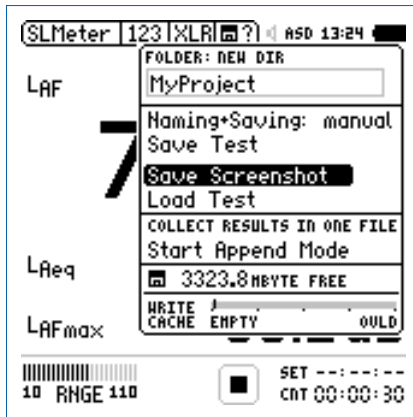 SLMeter 123 XLR ? ASD 13:24
FOLDER: NEW DIR
MyProject
LAF
7
Naming+Saving: manual
Save Test
Save Screenshot
Load Test
COLLECT RESULTS IN ONE FILE
Start Append Mode
LAeq
3323.8 MBYTE FREE
WRITE
CACHE EMPTY OVLD
LAFmax
10 RNGE 110
SET --:--:--
CNT 00:00:30